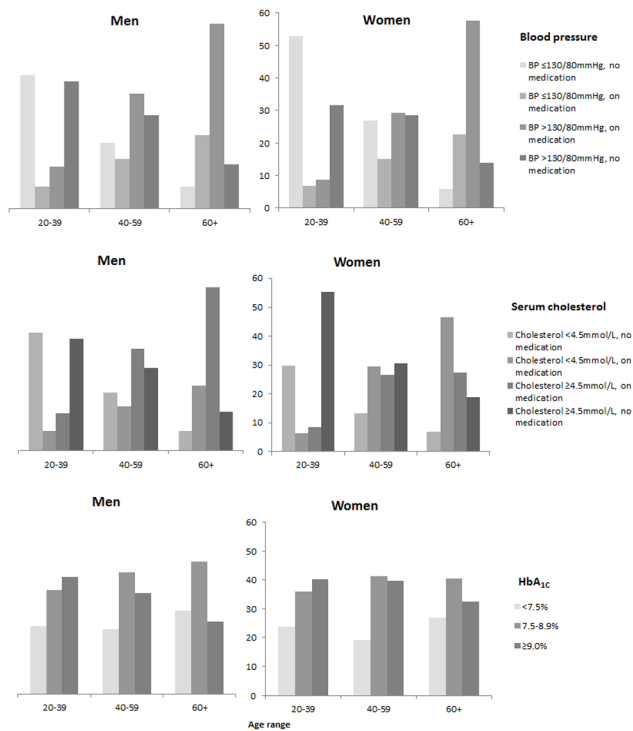 Men
Women
Blood pressure
60
50
40
30
20
10
0
BP ≤130/80mmHg, no
medication
BP ≤130/80mmHg, on
medication
BP >130/80mmHg, on
medication
BP >130/80mmHg, no
medication
20-39
40-59
60+
20-39
40-59
60+
Men
Women
Serum cholesterol
60
50
40
30
20
10
0
Cholesterol <4.5mmo/L, no
medication
Cholesterol <4.5mmol/L, on
medication
Cholesterol ≥4.5mmol/L, on
medication
Cholesterol ≥24.5mmol/L, no
medication
20-39
40-59
60+
20-39
40-59
60+
Men
Women
HbA1C
60
50
40
30
20
10
0
<7.5%
7.5-8.9%
≥9.0%
20-39
40-59
60+
20-39
40-59
60+
Age range